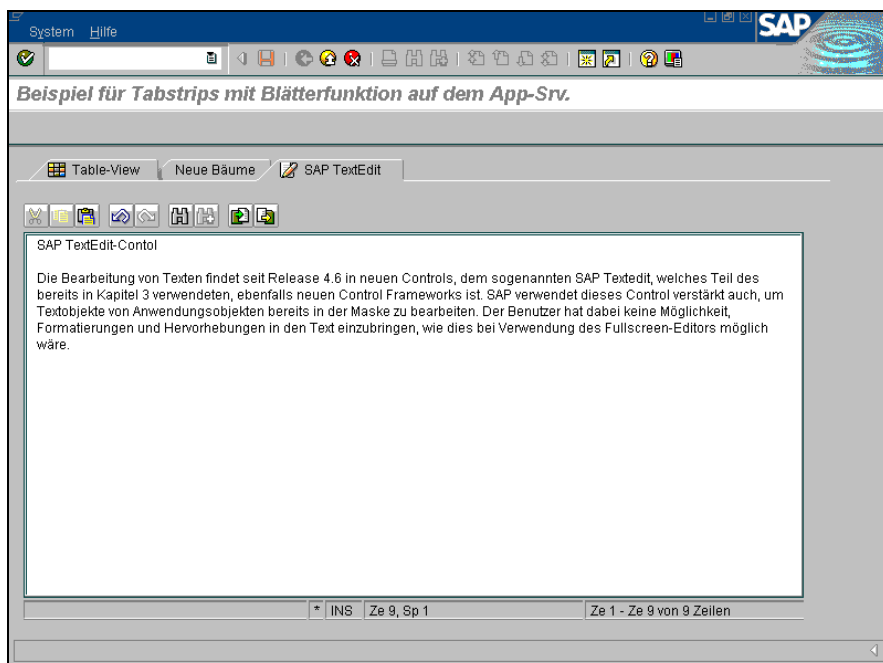 System Hilfe
SAP
Beispiel für Tabstrips mit Blätterfunktion auf dem App-Srv.
Table-View Neue Bäume SAP TextEdit
SAP TextEdit-Contol
Die Bearbeitung von Texten findet seit Release 4.6 in neuen Controls, dem sogenannten SAP Textedit, welches Teil des
bereits in Kapitel 3 verwendeten, ebenfalls neuen Control Frameworks ist. SAP verwendet dieses Control verstärkt auch, um
Textobjekte von Anwendungsobjekten bereits in der Maske zu bearbeiten. Der Benutzer hat dabei keine Möglichkeit,
Formatierungen und Hervorhebungen in den Text einzubringen, wie dies bei Verwendung des Fullscreen-Editors möglich
wäre.
* INS Ze 9, Sp 1 Ze 1 - Ze 9 von 9 Zeilen